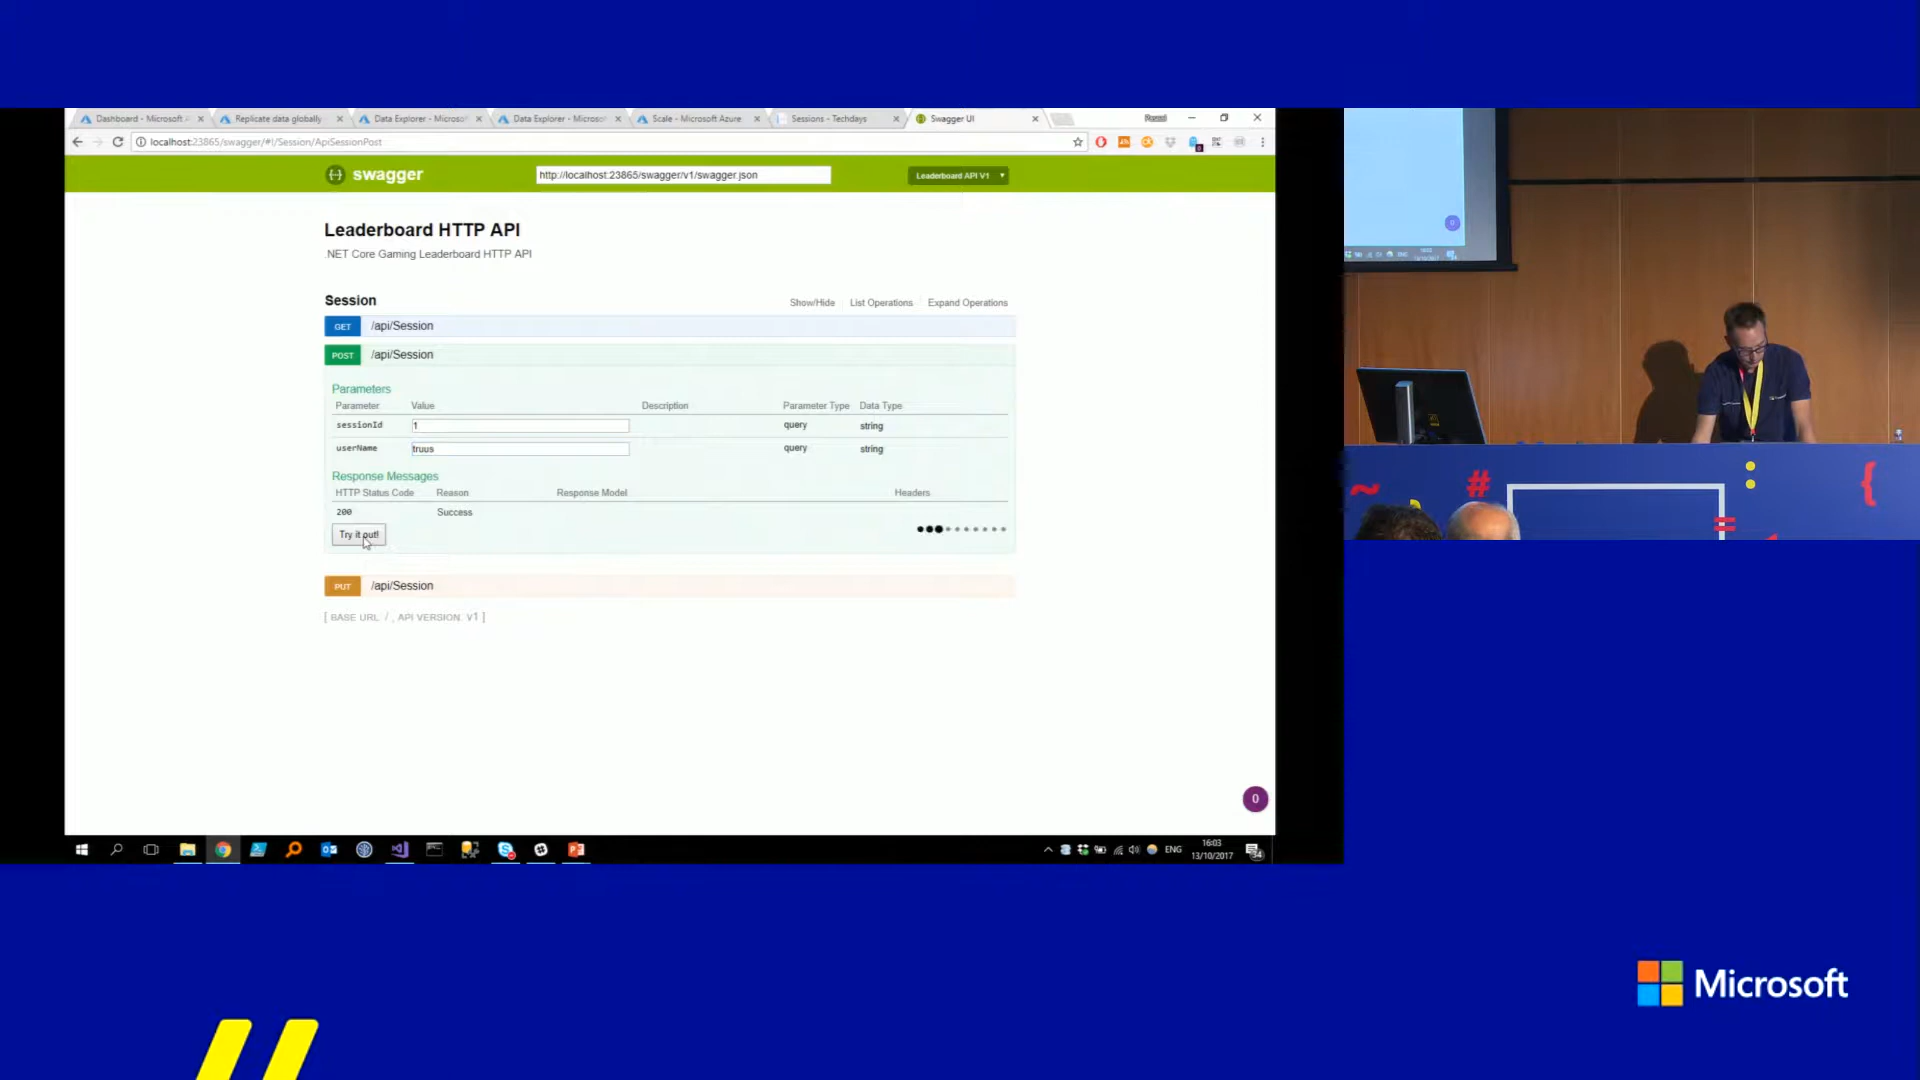 Dashboard - Microsoft A
Replicate data globally
Data Explorer - Microsof
Data Explorer - Microsof
Scale - Microsoft Azure
Sessions - Techdays
Swagger UI
localhost:23865/swagger/#!/Session/ApiSessionPost
swagger
http://localhost:23865/swagger/v1/swagger.json
Leaderboard API V1
Leaderboard HTTP API
.NET Core Gaming Leaderboard HTTP API
Session
Show/Hide
List Operations
Expand Operations
GET /api/Session
POST /api/Session
Parameters
Parameter Value Description Parameter Type Data Type
sessionId 1 query string
userName truus query string
Response Messages
HTTP Status Code Reason Response Model Headers
200 Success
Try it out!
PUT /api/Session
[ BASE URL: / , API VERSION: V1 ]
0
ENG
16:03
13/10/2017
~ # : {
=
Microsoft
//